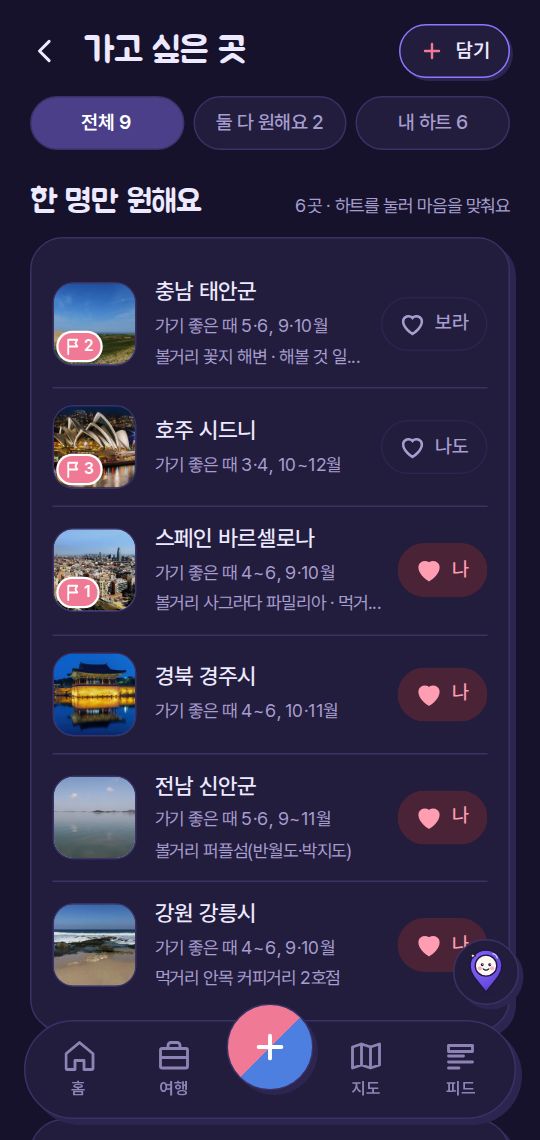 가고 싶은 곳
담기
전체 9
둘 다 원해요 2
내 하트 6
한 명만 원해요
6곳 · 하트를 눌러 마음을 맞춰요
충남 태안군
가기 좋은 때 5·6, 9·10월
볼거리 꽃지 해변 · 해볼 것 일...
2
보라
호주 시드니
가기 좋은 때 3·4, 10~12월
3
나도
스페인 바르셀로나
가기 좋은 때 4~6, 9·10월
볼거리 사그라다 파밀리아 · 먹거...
1
나
경북 경주시
가기 좋은 때 4~6, 10·11월
나
전남 신안군
가기 좋은 때 5·6, 9~11월
볼거리 퍼플섬(반월도·박지도)
나
강원 강릉시
가기 좋은 때 4~6, 9·10월
먹거리 안목 커피거리 2호점
나
홈
여행
지도
피드